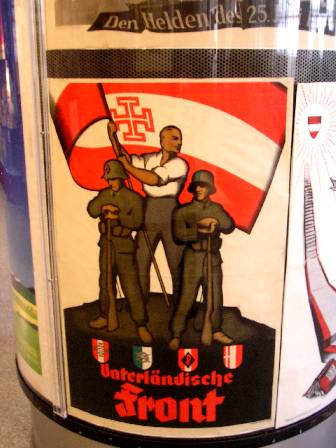 Den Helden des 25.
Vaterländische
Front